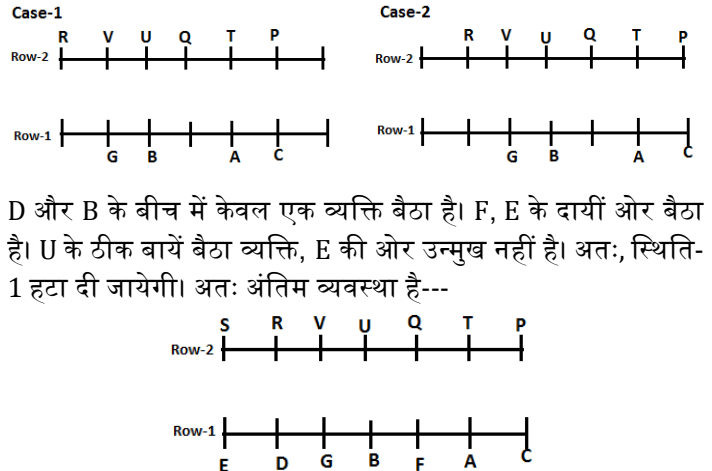 Case-1
R V U Q T P
Row-2
Row-1
G B A C
Case-2
R V U Q T P
Row-2
Row-1
G B A C
D और B के बीच में केवल एक व्यक्ति बैठा है। F, E के दायीं ओर बैठा
है। U के ठीक बायें बैठा व्यक्ति, E की ओर उन्मुख नहीं है। अतः, स्थिति-
1 हटा दी जायेगी। अतः अंतिम व्यवस्था है---
S R V U Q T P
Row-2
Row-1
E D G B F A C